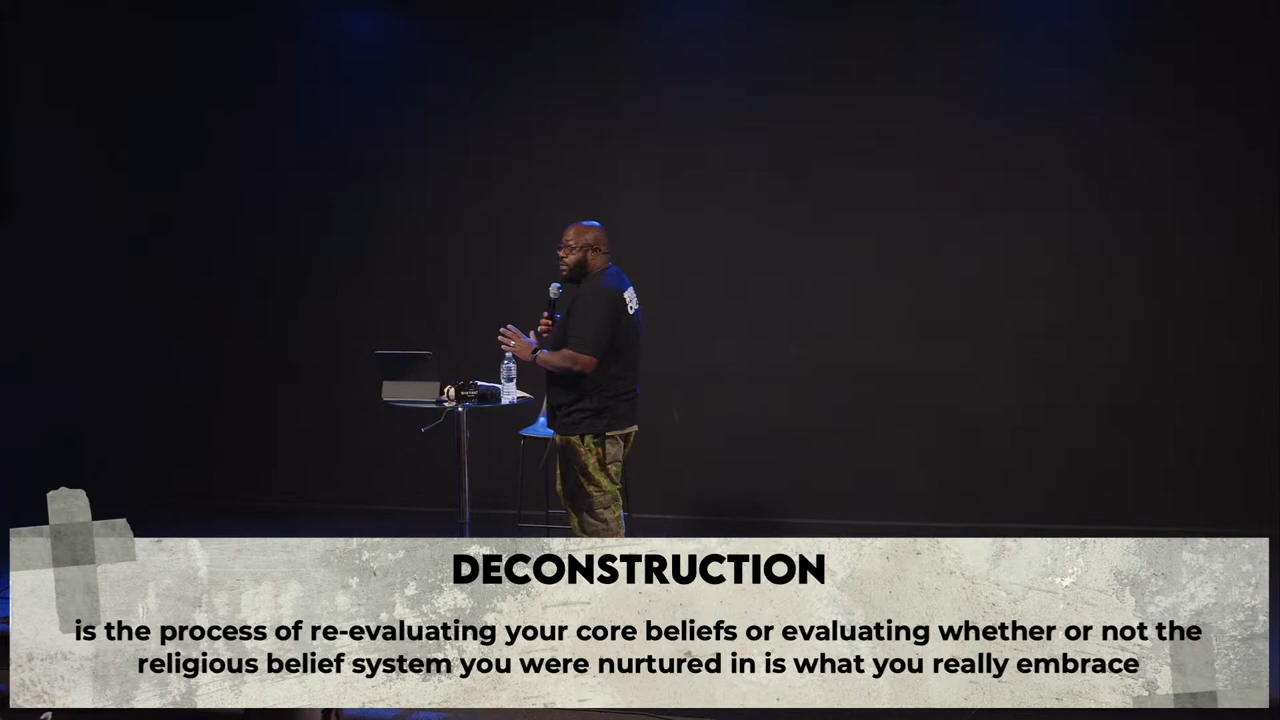 DECONSTRUCTION
is the process of re-evaluating your core beliefs or evaluating whether or not the
religious belief system you were nurtured in is what you really embrace